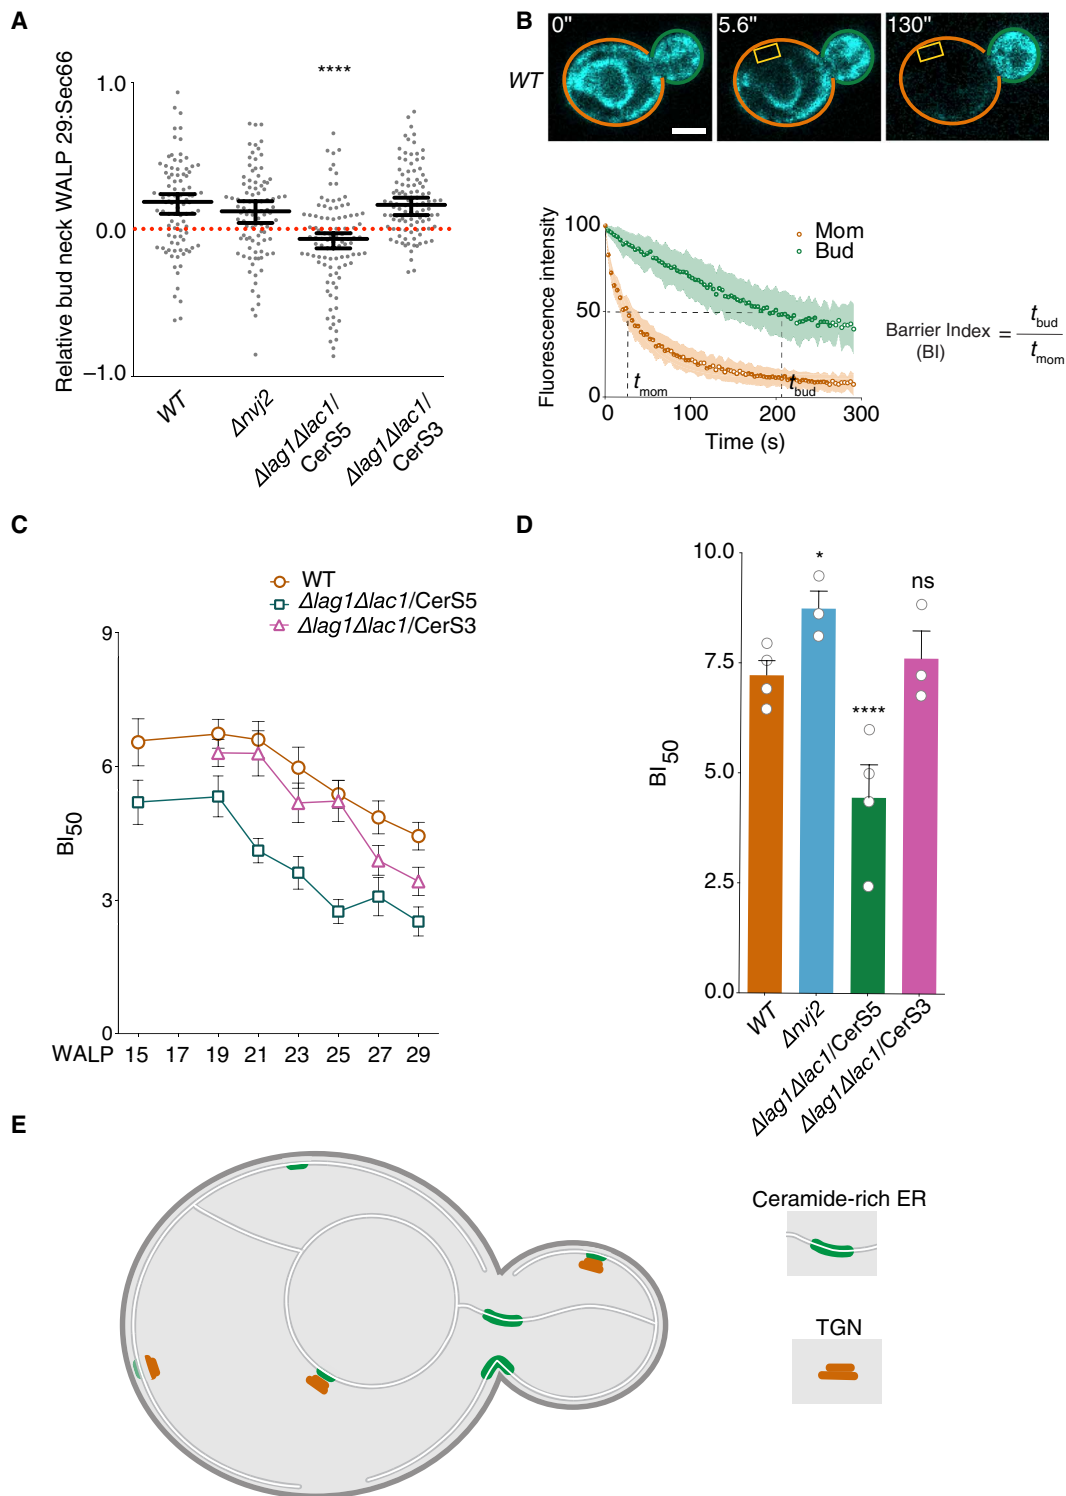 A
Relative bud neck WALP 29:Sec66
1.0
0.0
−1.0
****
WT
Δnvj2
Δlag1Δlac1/
CerS5
Δlag1Δlac1/
CerS3
B
WT
0"
5.6"
130"
Fluorescence intensity
100
50
0
Mom
Bud
t mom
t bud
0
100
200
300
Time (s)
Barrier Index
(BI)
= t bud / t mom
C
WT
Δlag1Δlac1/CerS5
Δlag1Δlac1/CerS3
BI50
9
6
3
0
WALP 15 17 19 21 23 25 27 29
D
BI50
10.0
7.5
5.0
2.5
0.0
*
****
ns
WT
Δnvj2
Δlag1Δlac1/CerS5
Δlag1Δlac1/CerS3
E
Ceramide-rich ER
TGN